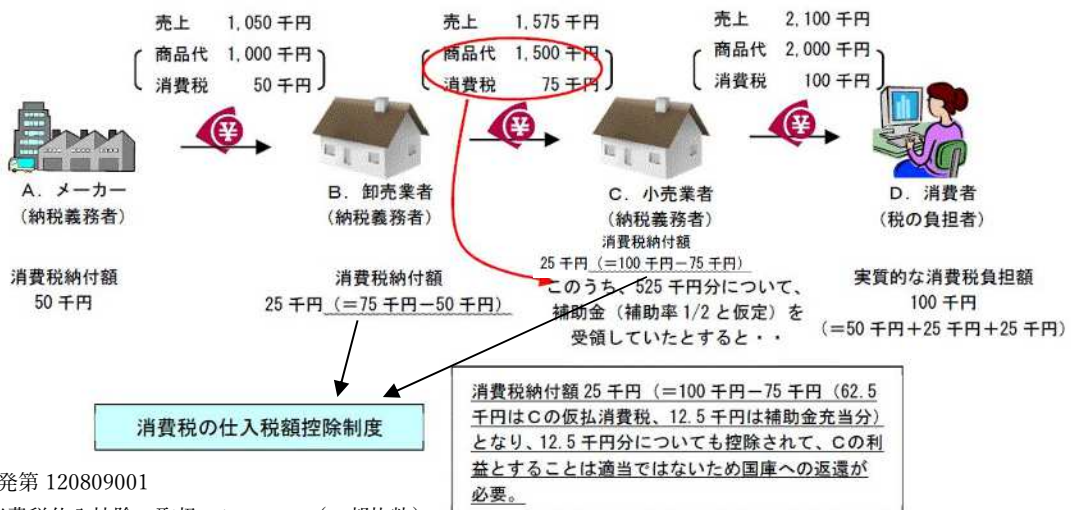 売上 1,050 千円
商品代 1,000 千円
消費税 50 千円
売上 1,575 千円
商品代 1,500 千円
消費税 75 千円
売上 2,100 千円
商品代 2,000 千円
消費税 100 千円
¥
¥
¥
A．メーカー
（納税義務者）
B．卸売業者
（納税義務者）
C．小売業者
（納税義務者）
D．消費者
（税の負担者）
消費税納付額
50 千円
消費税納付額
25 千円（＝75 千円－50 千円）
消費税納付額
25 千円（＝100 千円－75 千円）
このうち、525 千円分について、
補助金（補助率 1/2 と仮定）を
受領していたとすると・・
実質的な消費税負担額
100 千円
（＝50 千円＋25 千円＋25 千円）
消費税の仕入税額控除制度
消費税納付額 25 千円（＝100 千円－75 千円（62.5
千円はCの仮払消費税、12.5 千円は補助金充当分）
となり、12.5 千円分についても控除されて、Cの利
益とすることは適当ではないため国庫への返還が
必要。
発第 120809001